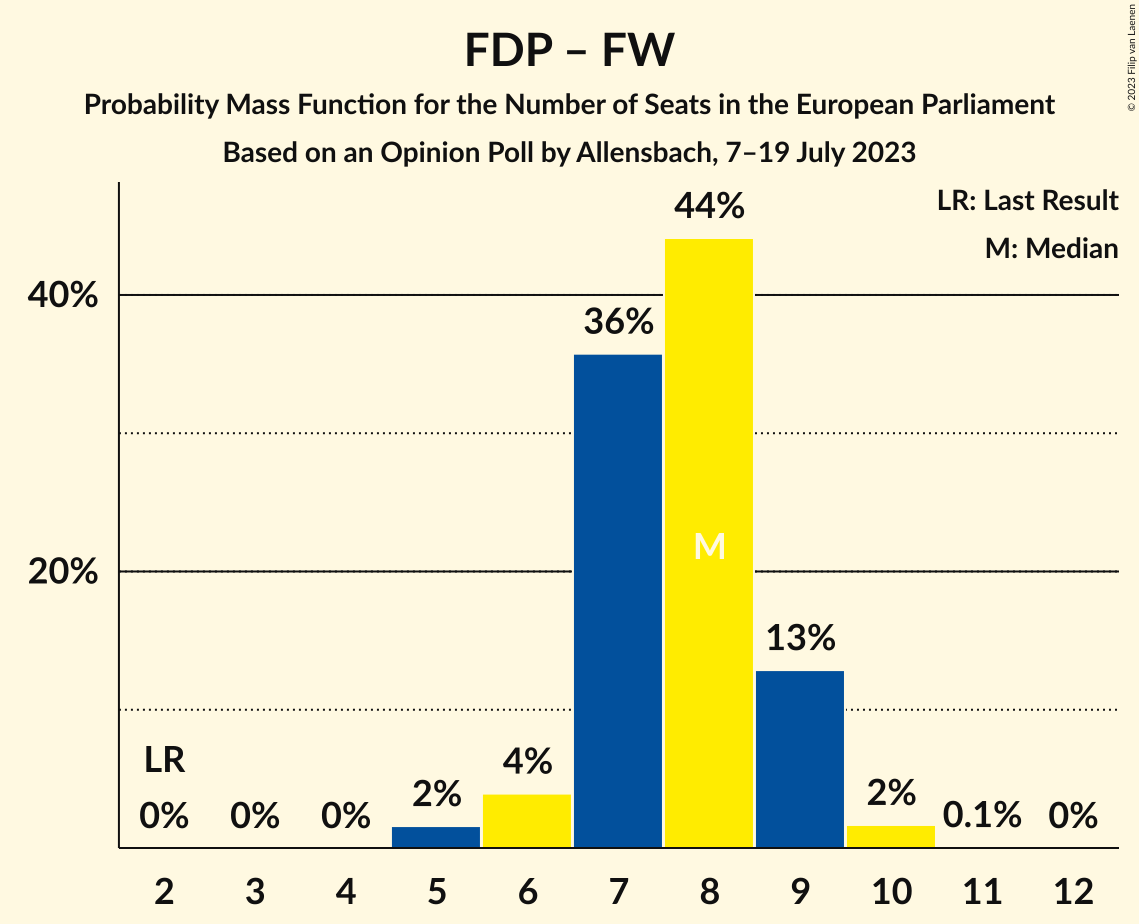 FDP – FW
Probability Mass Function for the Number of Seats in the European Parliament
Based on an Opinion Poll by Allensbach, 7–19 July 2023
© 2023 Filip van Laenen
LR: Last Result
M: Median
40%
20%
LR
0%
0%
0%
2%
4%
36%
44%
M
13%
2%
0.1%
0%
2 3 4 5 6 7 8 9 10 11 12